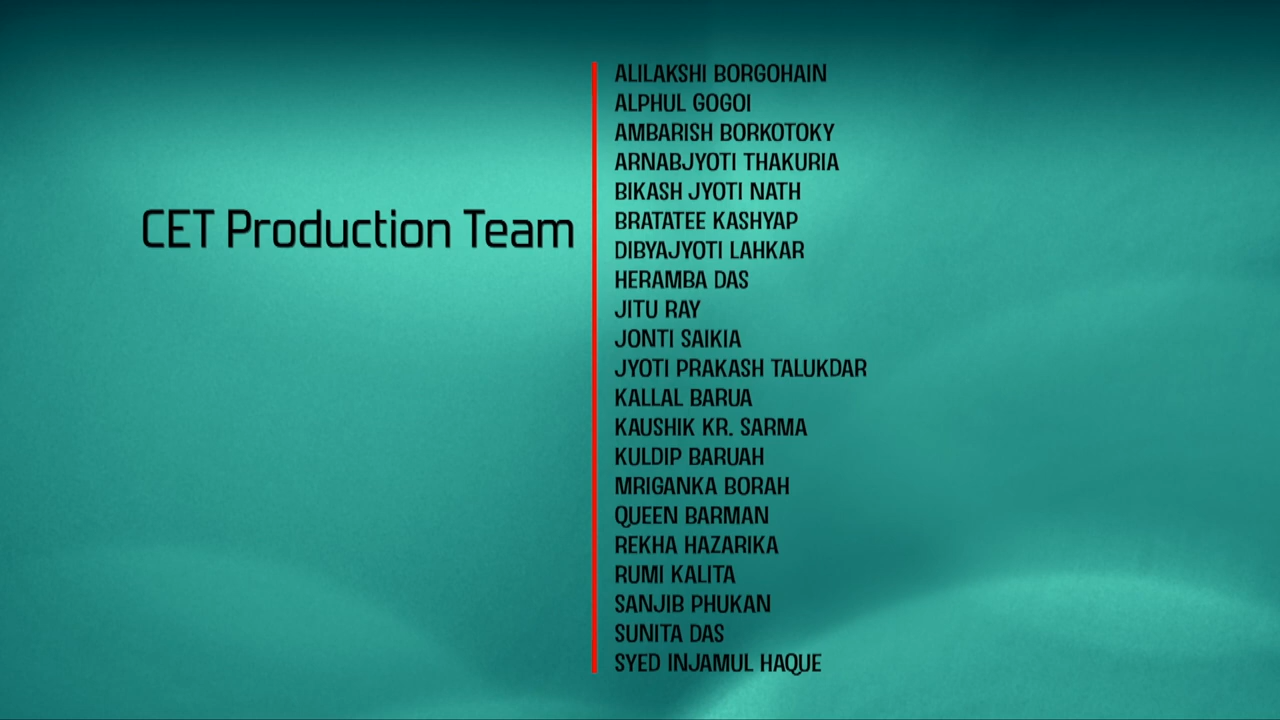 CET Production Team
ALILAKSHI BORGOHAIN
ALPHUL GOGOI
AMBARISH BORKOTOKY
ARNABJYOTI THAKURIA
BIKASH JYOTI NATH
BRATATEE KASHYAP
DIBYAJYOTI LAHKAR
HERAMBA DAS
JITU RAY
JONTI SAIKIA
JYOTI PRAKASH TALUKDAR
KALLAL BARUA
KAUSHIK KR. SARMA
KULDIP BARUAH
MRIGANKA BORAH
QUEEN BARMAN
REKHA HAZARIKA
RUMI KALITA
SANJIB PHUKAN
SUNITA DAS
SYED INJAMUL HAQUE